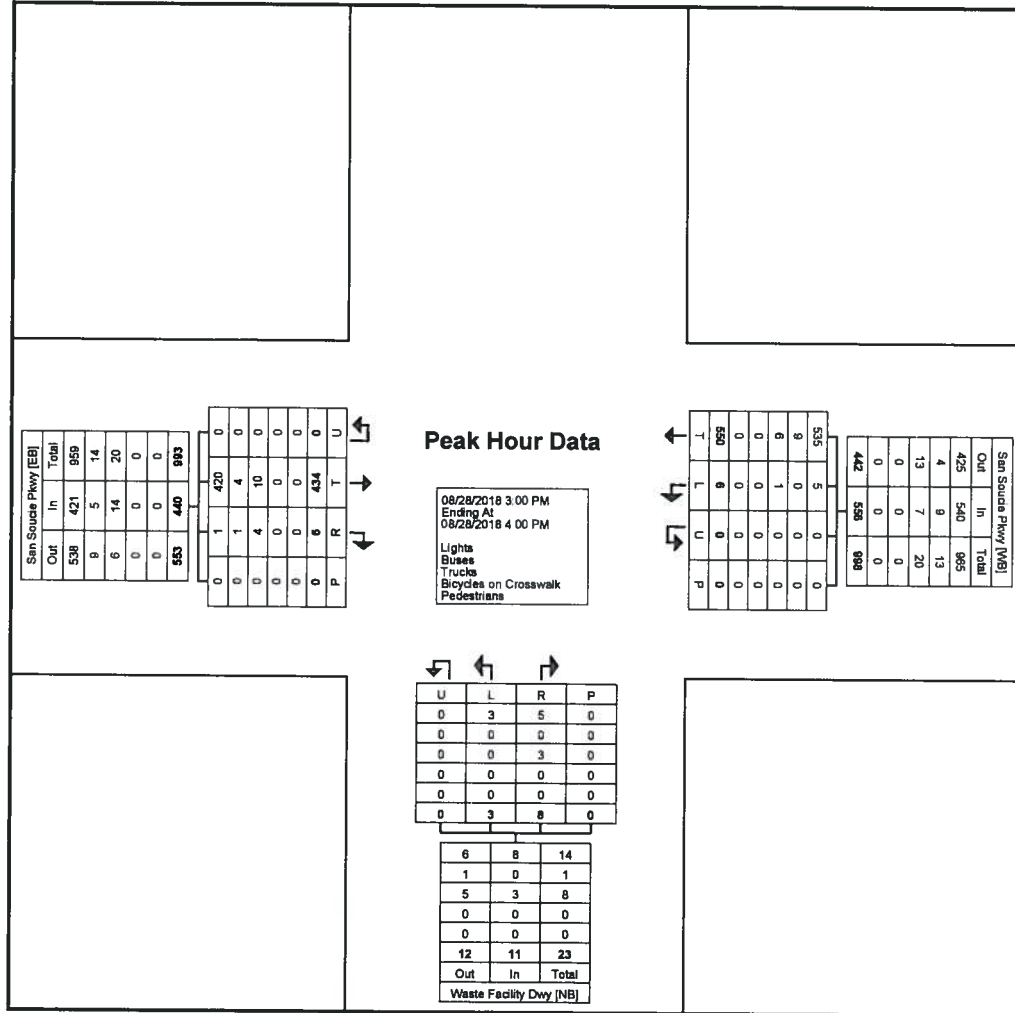 Peak Hour Data
08/28/2018 3:00 PM
Ending At
08/28/2018 4:00 PM
Lights
Buses
Trucks
Bicycles on Crosswalk
Pedestrians
San Soucie Pkwy [EB]
Out In Total
538 421 959
9 5 14
6 14 20
0 0 0
0 0 0
553 440 993
0 1 420 0
0 1 4 0
0 4 10 0
0 0 0 0
0 0 0 0
0 6 434 0
P R T U
San Soucie Pkwy [WB]
Out In Total
425 540 965
4 9 13
13 7 20
0 0 0
0 0 0
442 556 998
535 5 0 0
9 0 0 0
6 1 0 0
0 0 0 0
0 0 0 0
550 6 0 0
T L U P
U L R P
0 3 5 0
0 0 0 0
0 0 3 0
0 0 0 0
0 0 0 0
0 3 8 0
6 8 14
1 0 1
5 3 8
0 0 0
0 0 0
12 11 23
Out In Total
Waste Facility Dwy [NB]